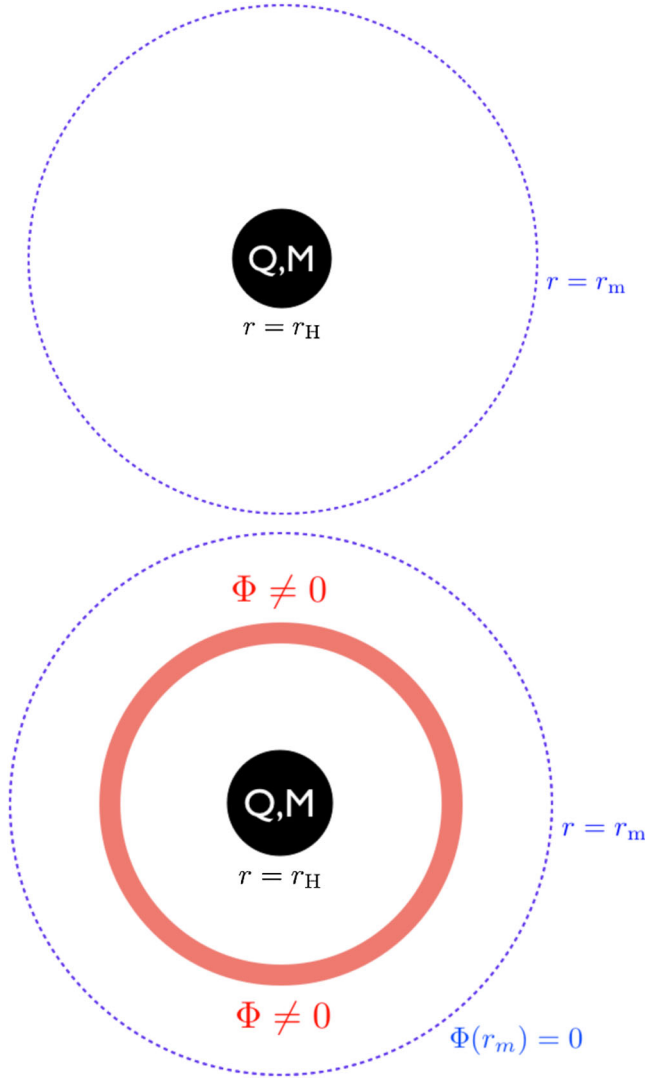 Q,M
r = r_m
r = r_H
Φ ≠ 0
Q,M
r = r_m
r = r_H
Φ ≠ 0
Φ(r_m) = 0